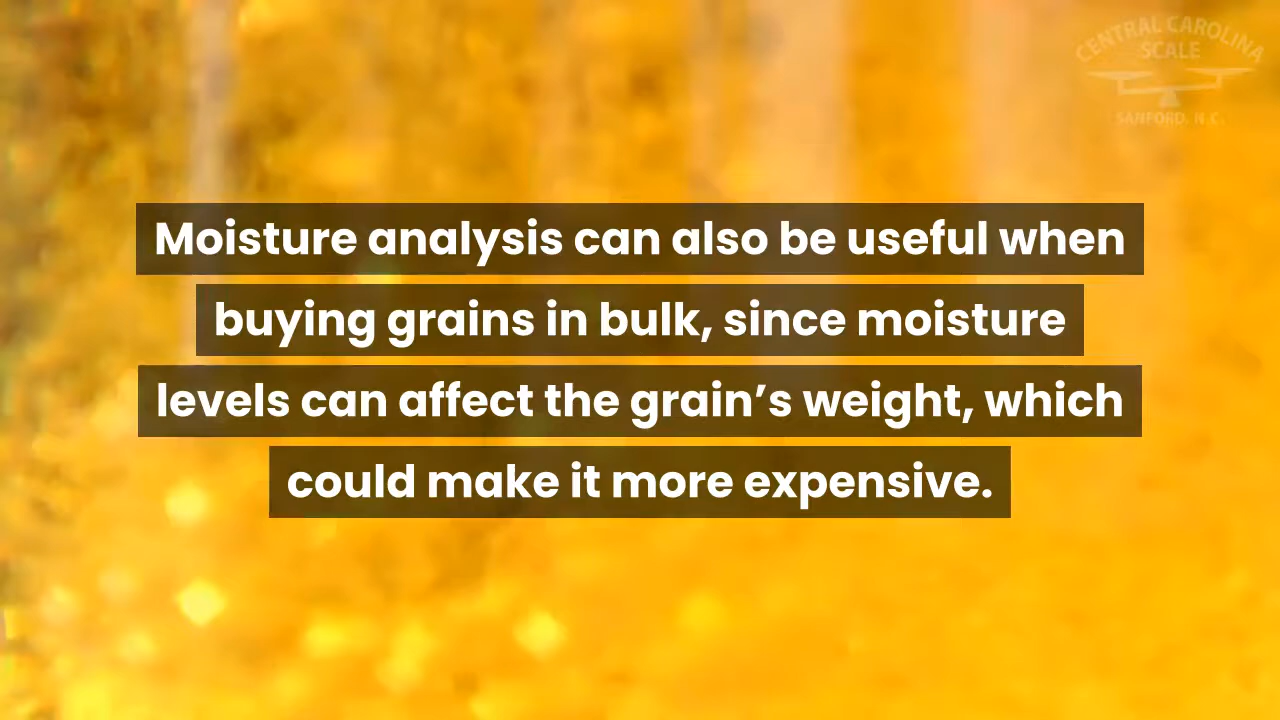 CENTRAL CAROLINA
SCALE
SANFORD, N.C.
Moisture analysis can also be useful when
buying grains in bulk, since moisture
levels can affect the grain’s weight, which
could make it more expensive.